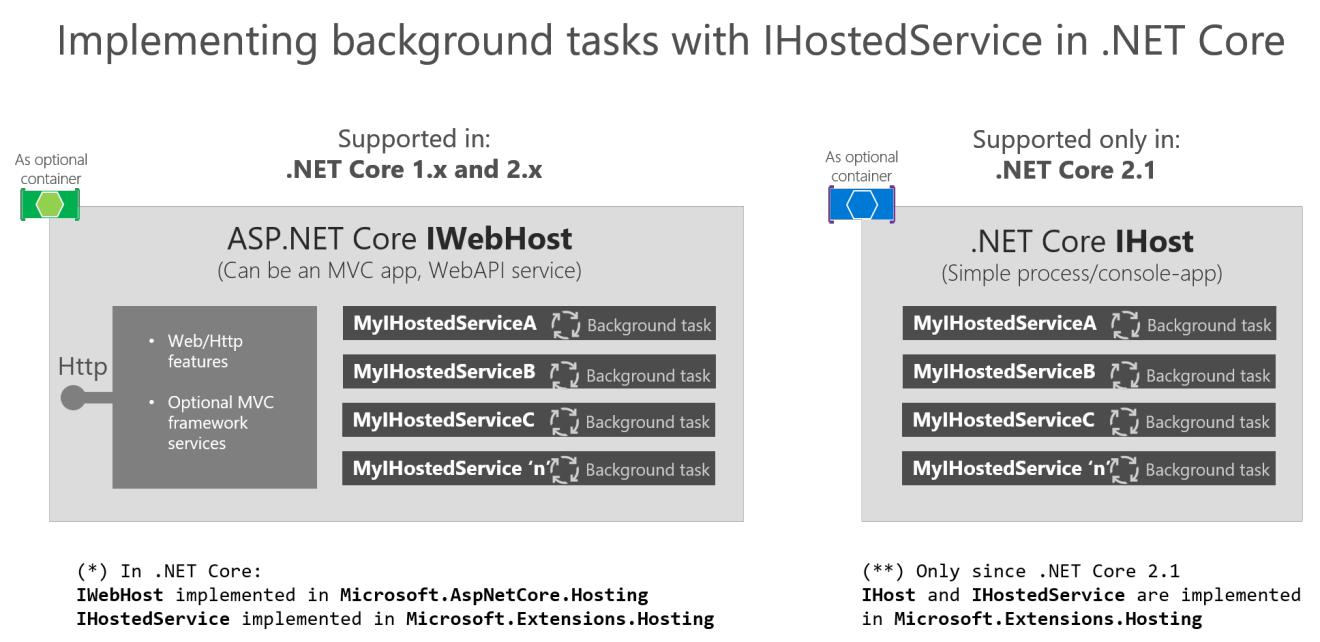 Implementing background tasks with IHostedService in .NET Core
Supported in:
.NET Core 1.x and 2.x
As optional
container
ASP.NET Core IWebHost
(Can be an MVC app, WebAPI service)
Http
• Web/Http
features
• Optional MVC
framework
services
MyIHostedServiceA Background task
MyIHostedServiceB Background task
MyIHostedServiceC Background task
MyIHostedService ‘n’ Background task
(*) In .NET Core:
IWebHost implemented in Microsoft.AspNetCore.Hosting
IHostedService implemented in Microsoft.Extensions.Hosting
Supported only in:
.NET Core 2.1
As optional
container
.NET Core IHost
(Simple process/console-app)
MyIHostedServiceA Background task
MyIHostedServiceB Background task
MyIHostedServiceC Background task
MyIHostedService ‘n’ Background task
(**) Only since .NET Core 2.1
IHost and IHostedService are implemented
in Microsoft.Extensions.Hosting